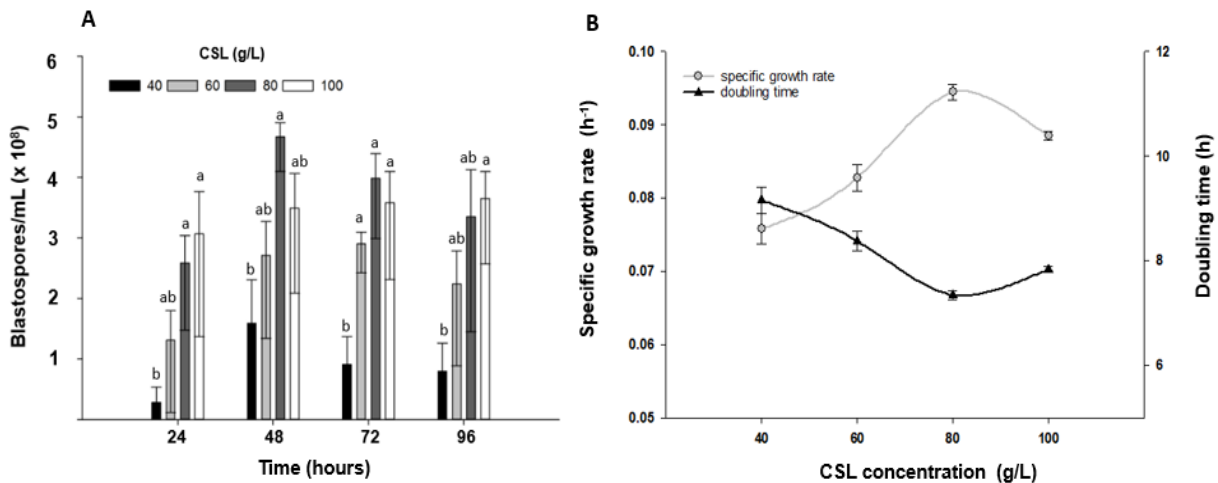 A
CSL (g/L)
40 60 80 100
Blastospores/mL (x 10⁸)
6
5
4
3
2
1
b ab a a
b ab a ab
b a a a
b ab ab a
24 48 72 96
Time (hours)
B
specific growth rate
doubling time
Specific growth rate (h⁻¹)
0.10
0.09
0.08
0.07
0.06
0.05
Doubling time (h)
12
10
8
6
40 60 80 100
CSL concentration (g/L)